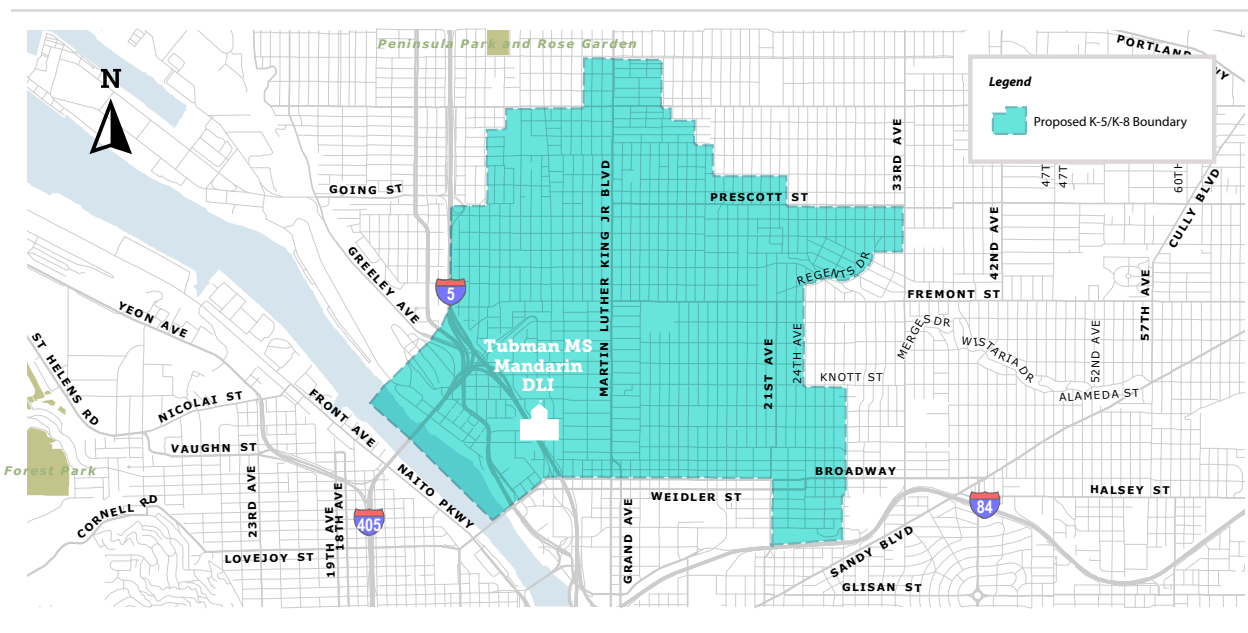 Peninsula Park and Rose Garden
PORTLAND
N
Legend
Proposed K-5/K-8 Boundary
33RD AVE
47T
47T
60TH
CULLY BLVD
GOING ST
PRESCOTT ST
MARTIN LUTHER KING JR BLVD
42ND AVE
GREELEY AVE
REGENTS DR
5
FREMONT ST
57TH AVE
YEON AVE
MERGES DR
WISTARIA DR
52ND AVE
ST HELENS RD
Tubman MS
Mandarin
DLI
21ST AVE
24TH AVE
KNOTT ST
ALAMEDA ST
NICOLAI ST
FRONT AVE
VAUGHN ST
Forest Park
NAITO PKWY
BROADWAY
WEIDLER ST
HALSEY ST
23RD AVE
19TH AVE
18TH AVE
CORNELL RD
405
84
GRAND AVE
SANDY BLVD
LOVEJOY ST
GLISAN ST